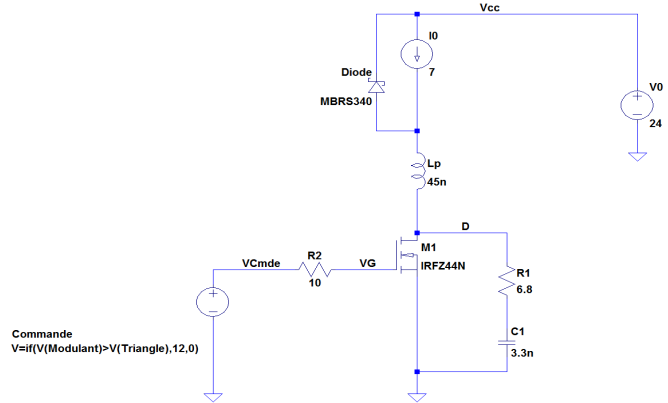 Vcc
I0
7
Diode
MBRS340
V0
24
Lp
45n
D
M1
IRFZ44N
R1
6.8
C1
3.3n
VCmde
R2
10
VG
Commande
V=if(V(Modulant)>V(Triangle),12,0)